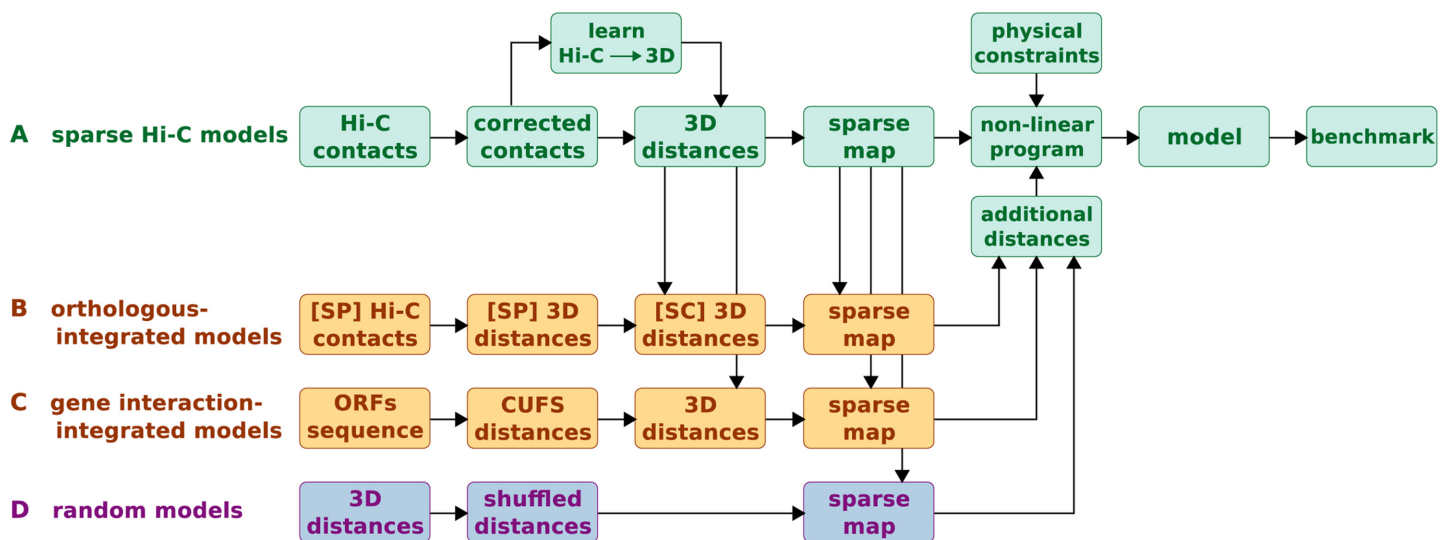 learn
Hi-C → 3D
physical
constraints
A sparse Hi-C models
Hi-C
contacts
corrected
contacts
3D
distances
sparse
map
non-linear
program
model
benchmark
additional
distances
B orthologous-
integrated models
[SP] Hi-C
contacts
[SP] 3D
distances
[SC] 3D
distances
sparse
map
C gene interaction-
integrated models
ORFs
sequence
CUFS
distances
3D
distances
sparse
map
D random models
3D
distances
shuffled
distances
sparse
map